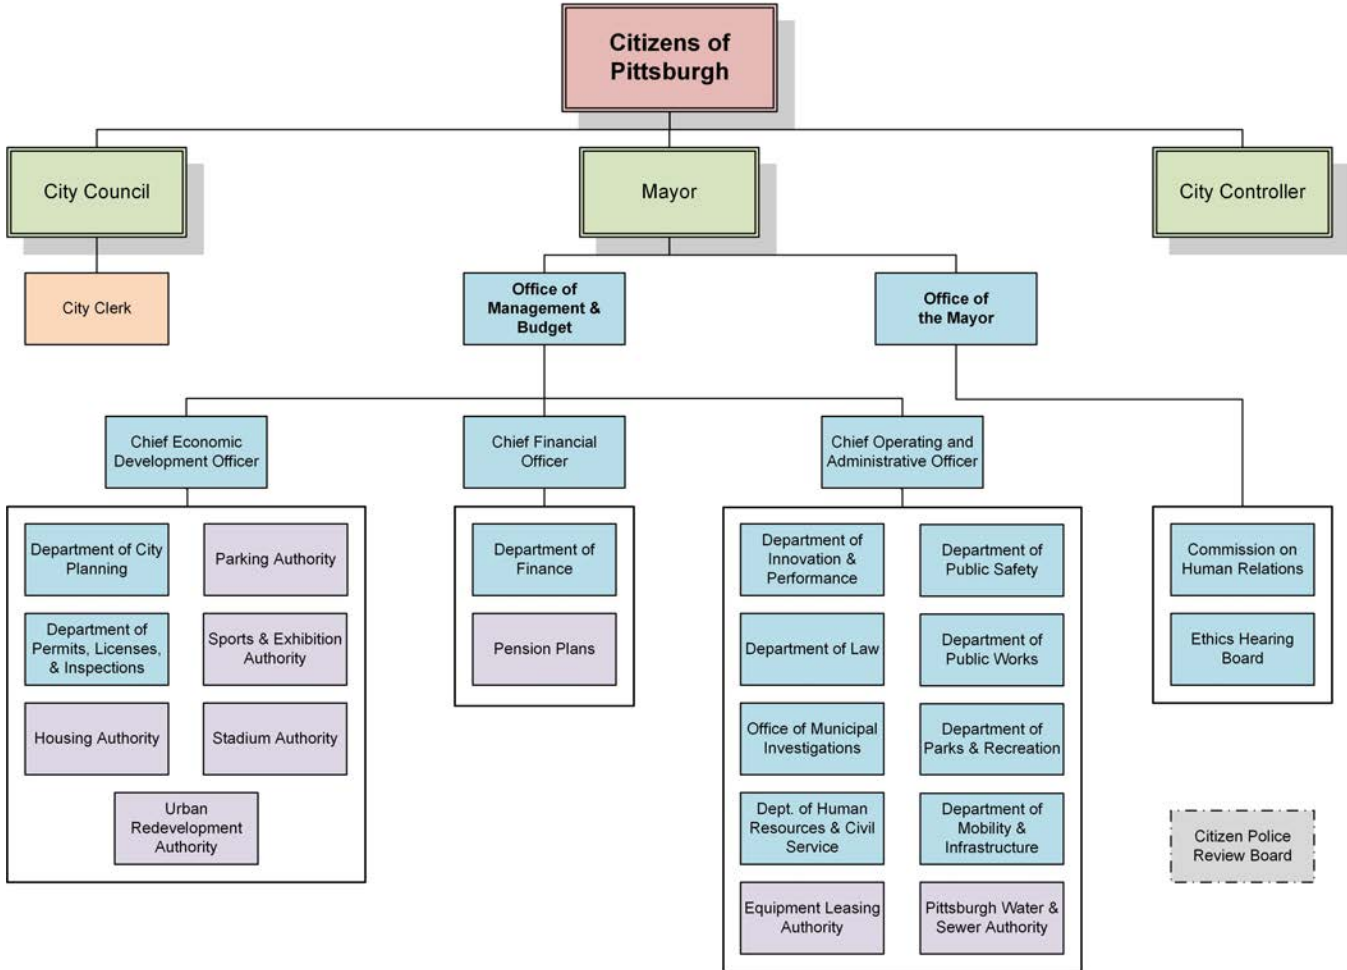 Citizens of
Pittsburgh
City Council
Mayor
City Controller
City Clerk
Office of
Management &
Budget
Office of
the Mayor
Chief Economic
Development Officer
Chief Financial
Officer
Chief Operating and
Administrative Officer
Department of City
Planning
Parking Authority
Department of
Permits, Licenses,
& Inspections
Sports & Exhibition
Authority
Housing Authority
Stadium Authority
Urban
Redevelopment
Authority
Department of
Finance
Pension Plans
Department of
Innovation &
Performance
Department of
Public Safety
Department of Law
Department of
Public Works
Office of Municipal
Investigations
Department of
Parks & Recreation
Dept. of Human
Resources & Civil
Service
Department of
Mobility &
Infrastructure
Equipment Leasing
Authority
Pittsburgh Water &
Sewer Authority
Commission on
Human Relations
Ethics Hearing
Board
Citizen Police
Review Board